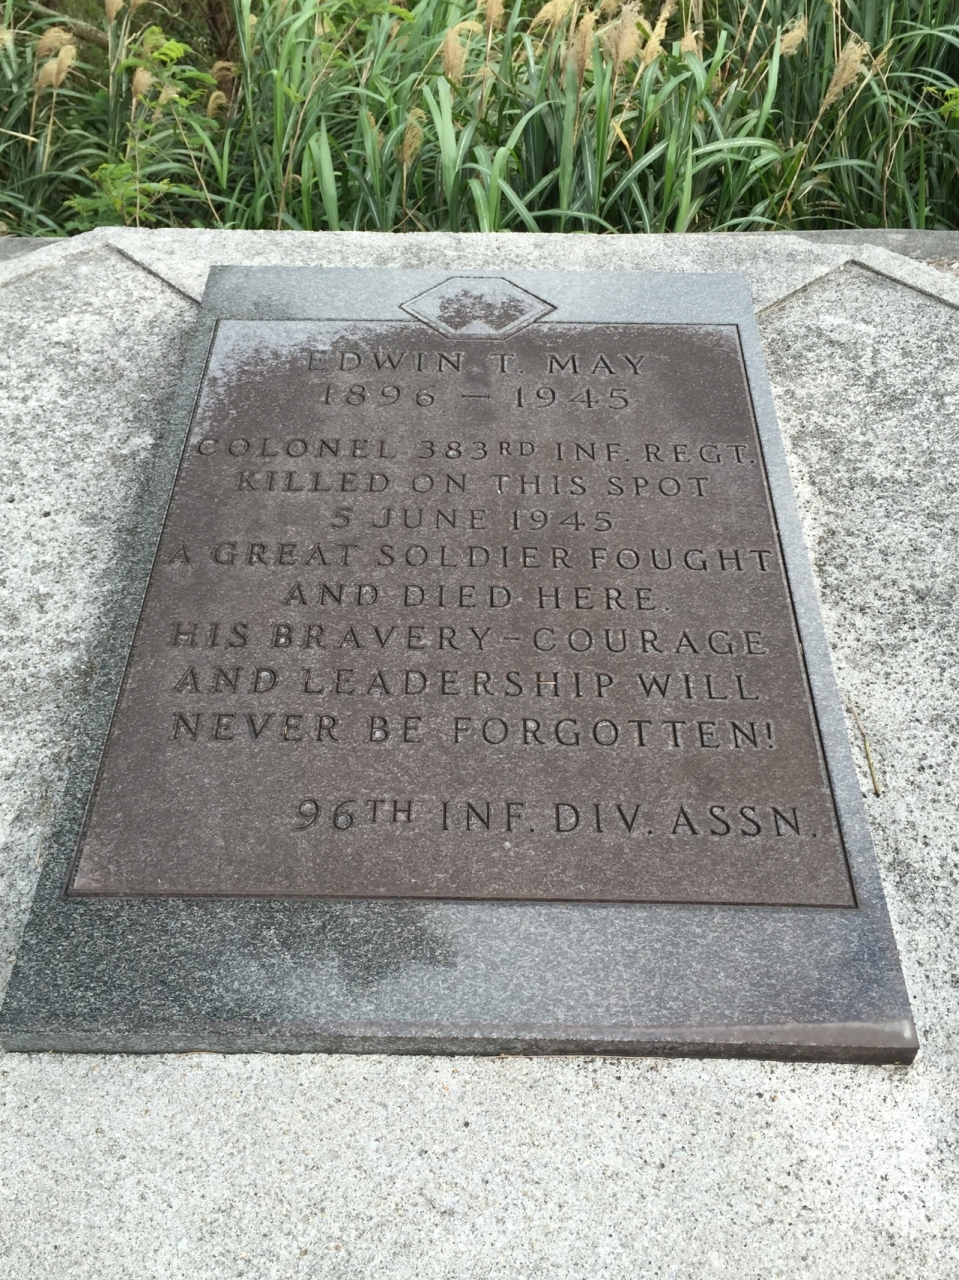 EDWIN T. MAY
1896 – 1945
COLONEL 383RD INF. REGT.
KILLED ON THIS SPOT
5 JUNE 1945
A GREAT SOLDIER FOUGHT
AND DIED HERE.
HIS BRAVERY–COURAGE
AND LEADERSHIP WILL
NEVER BE FORGOTTEN!
96TH INF. DIV. ASSN.